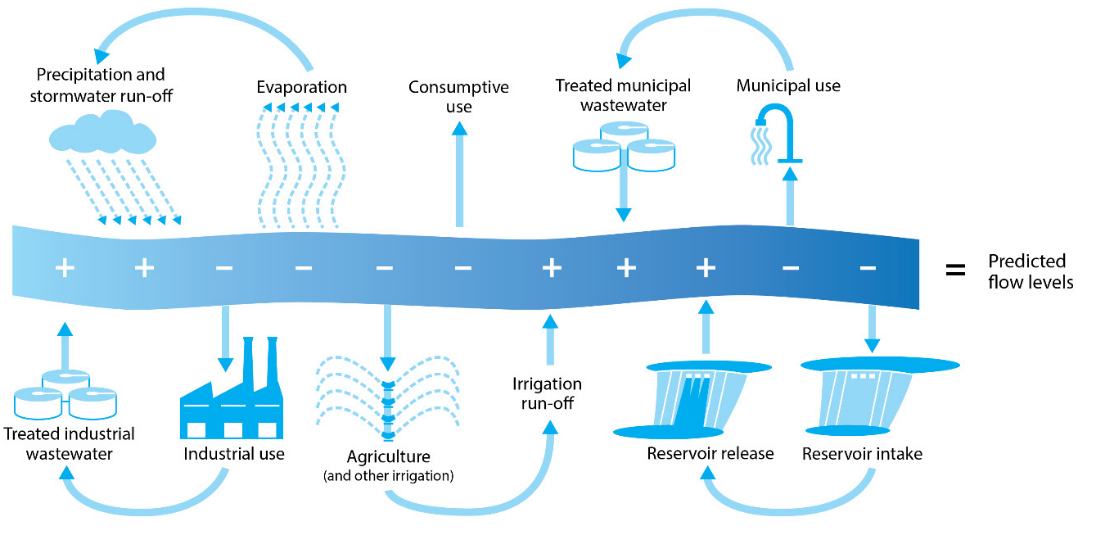 Precipitation and
stormwater run-off
Evaporation
Consumptive
use
Treated municipal
wastewater
Municipal use
+ + − − − − + + + − −
= Predicted
flow levels
Treated industrial
wastewater
Industrial use
Agriculture
(and other irrigation)
Irrigation
run-off
Reservoir release
Reservoir intake